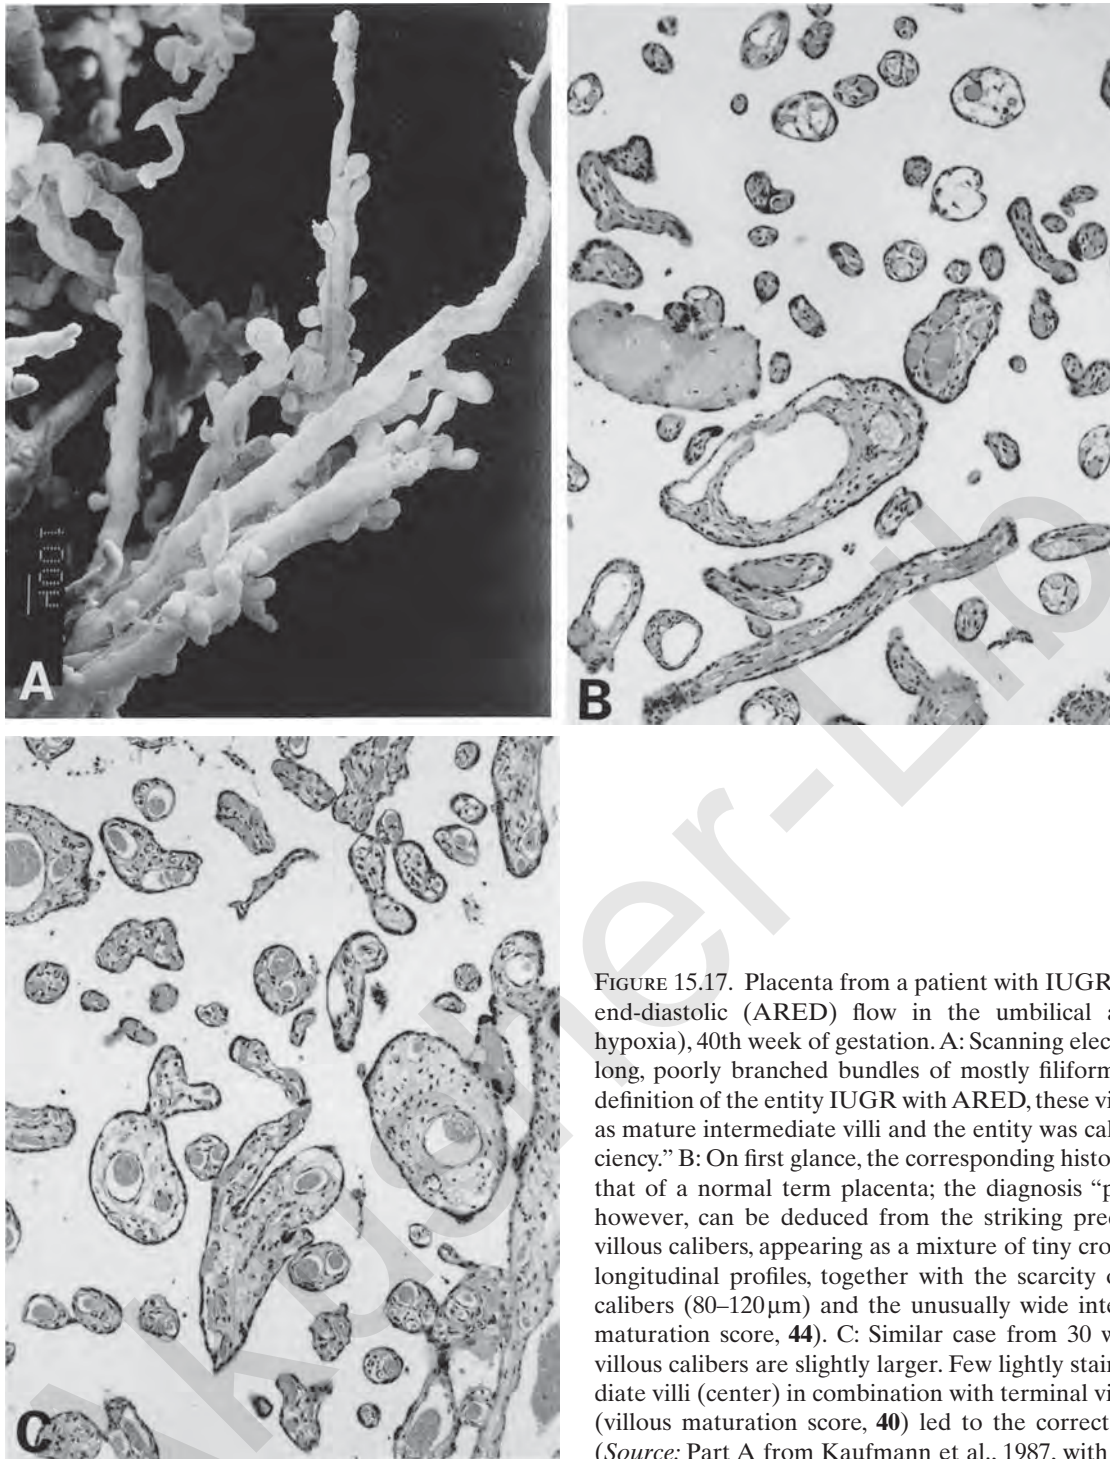 A
100µ
B
C
FIGURE 15.17. Placenta from a patient with IUGR
end-diastolic (ARED) flow in the umbilical
hypoxia), 40th week of gestation. A: Scanning elec
long, poorly branched bundles of mostly filiform
definition of the entity IUGR with ARED, these vi
as mature intermediate villi and the entity was cal
ciency.” B: On first glance, the corresponding histo
that of a normal term placenta; the diagnosis “p
however, can be deduced from the striking pred
villous calibers, appearing as a mixture of tiny cro
longitudinal profiles, together with the scarcity
calibers (80–120µm) and the unusually wide inte
maturation score, 44). C: Similar case from 30 w
villous calibers are slightly larger. Few lightly stain
diate villi (center) in combination with terminal vi
(villous maturation score, 40) led to the correct
(Source: Part A from Kaufmann et al., 1987, with